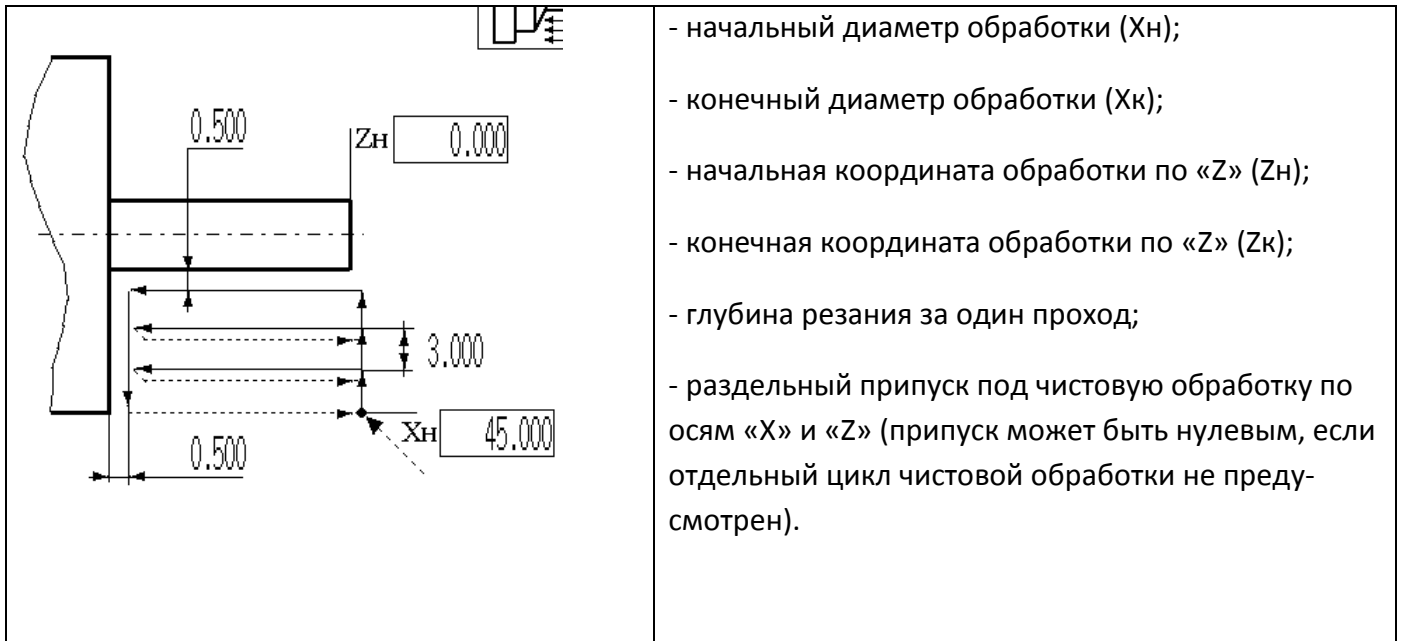 0.500
Zн 0.000
3.000
Xн 45.000
0.500
- начальный диаметр обработки (Хн);
- конечный диаметр обработки (Хк);
- начальная координата обработки по «Z» (Zн);
- конечная координата обработки по «Z» (Zк);
- глубина резания за один проход;
- раздельный припуск под чистовую обработку по
осям «X» и «Z» (припуск может быть нулевым, если
отдельный цикл чистовой обработки не преду-
смотрен).